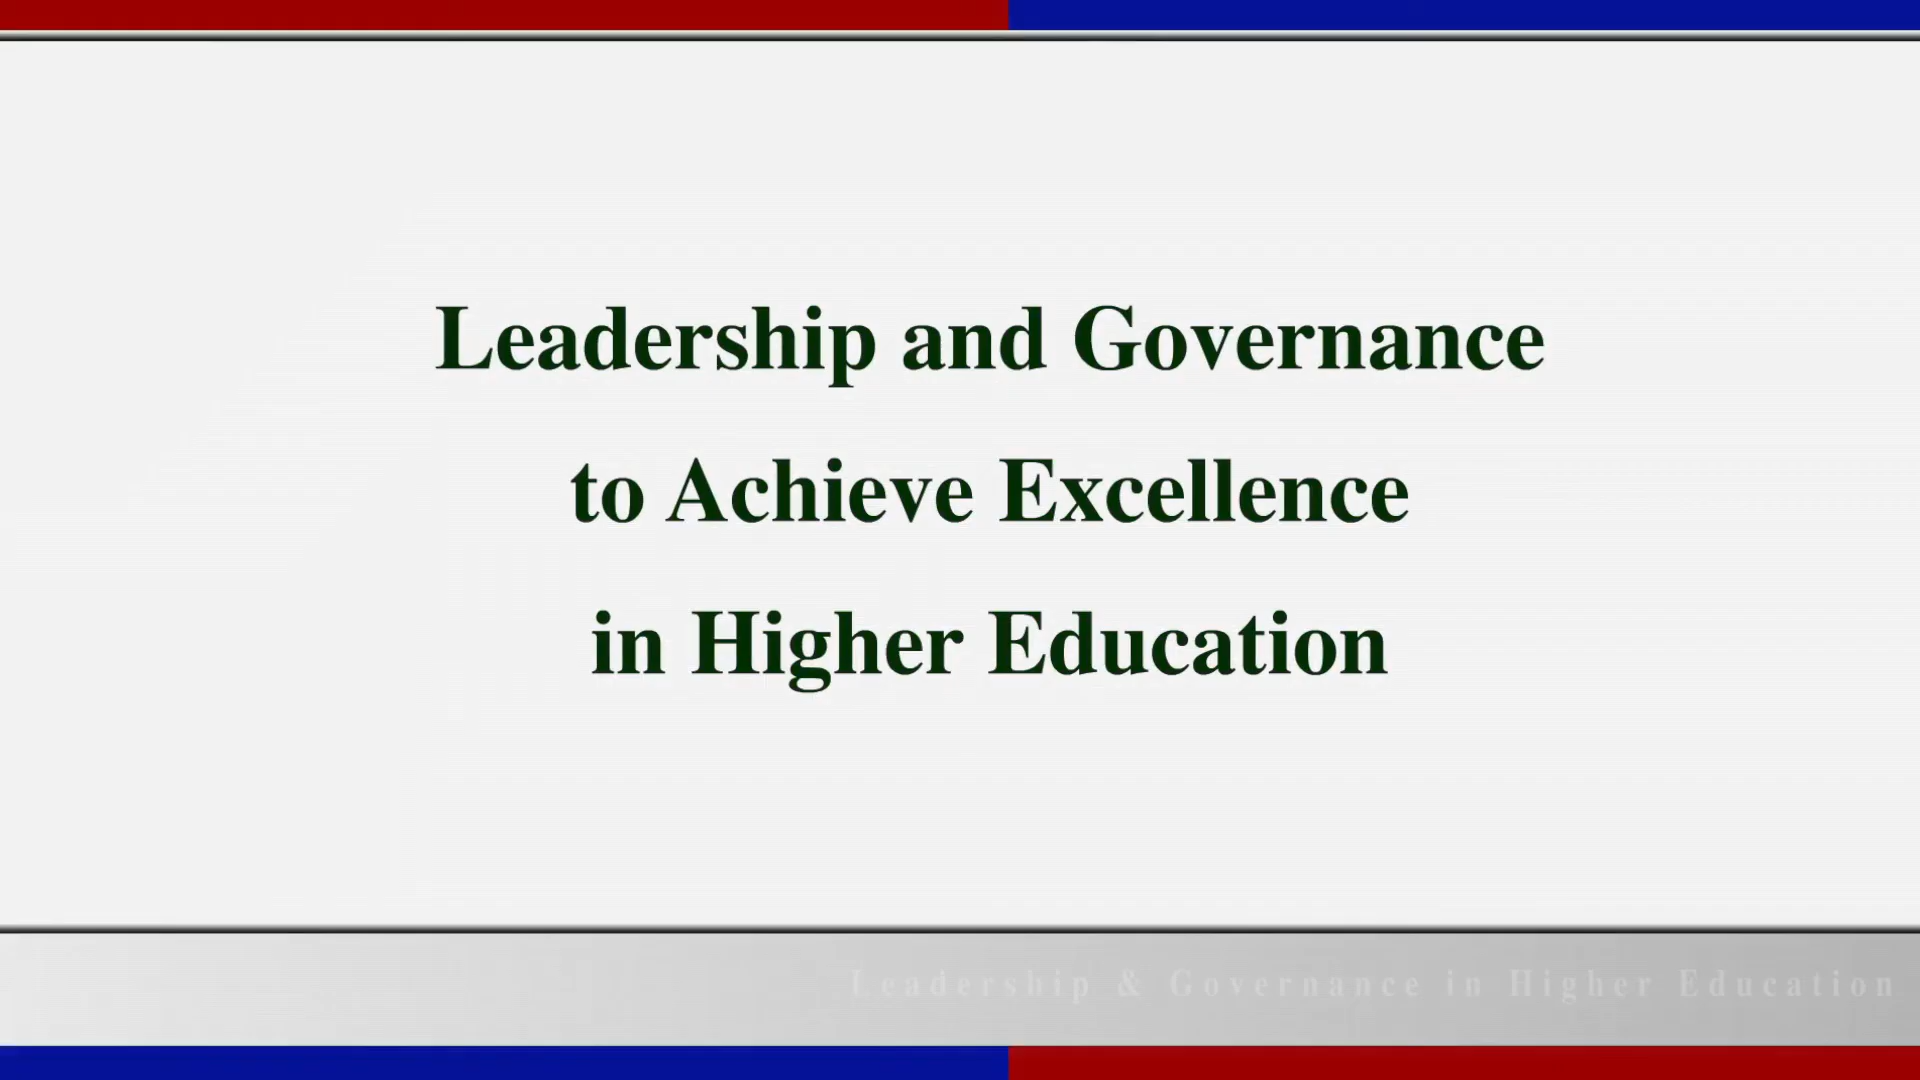 Leadership and Governance
to Achieve Excellence
in Higher Education
Leadership & Governance in Higher Education